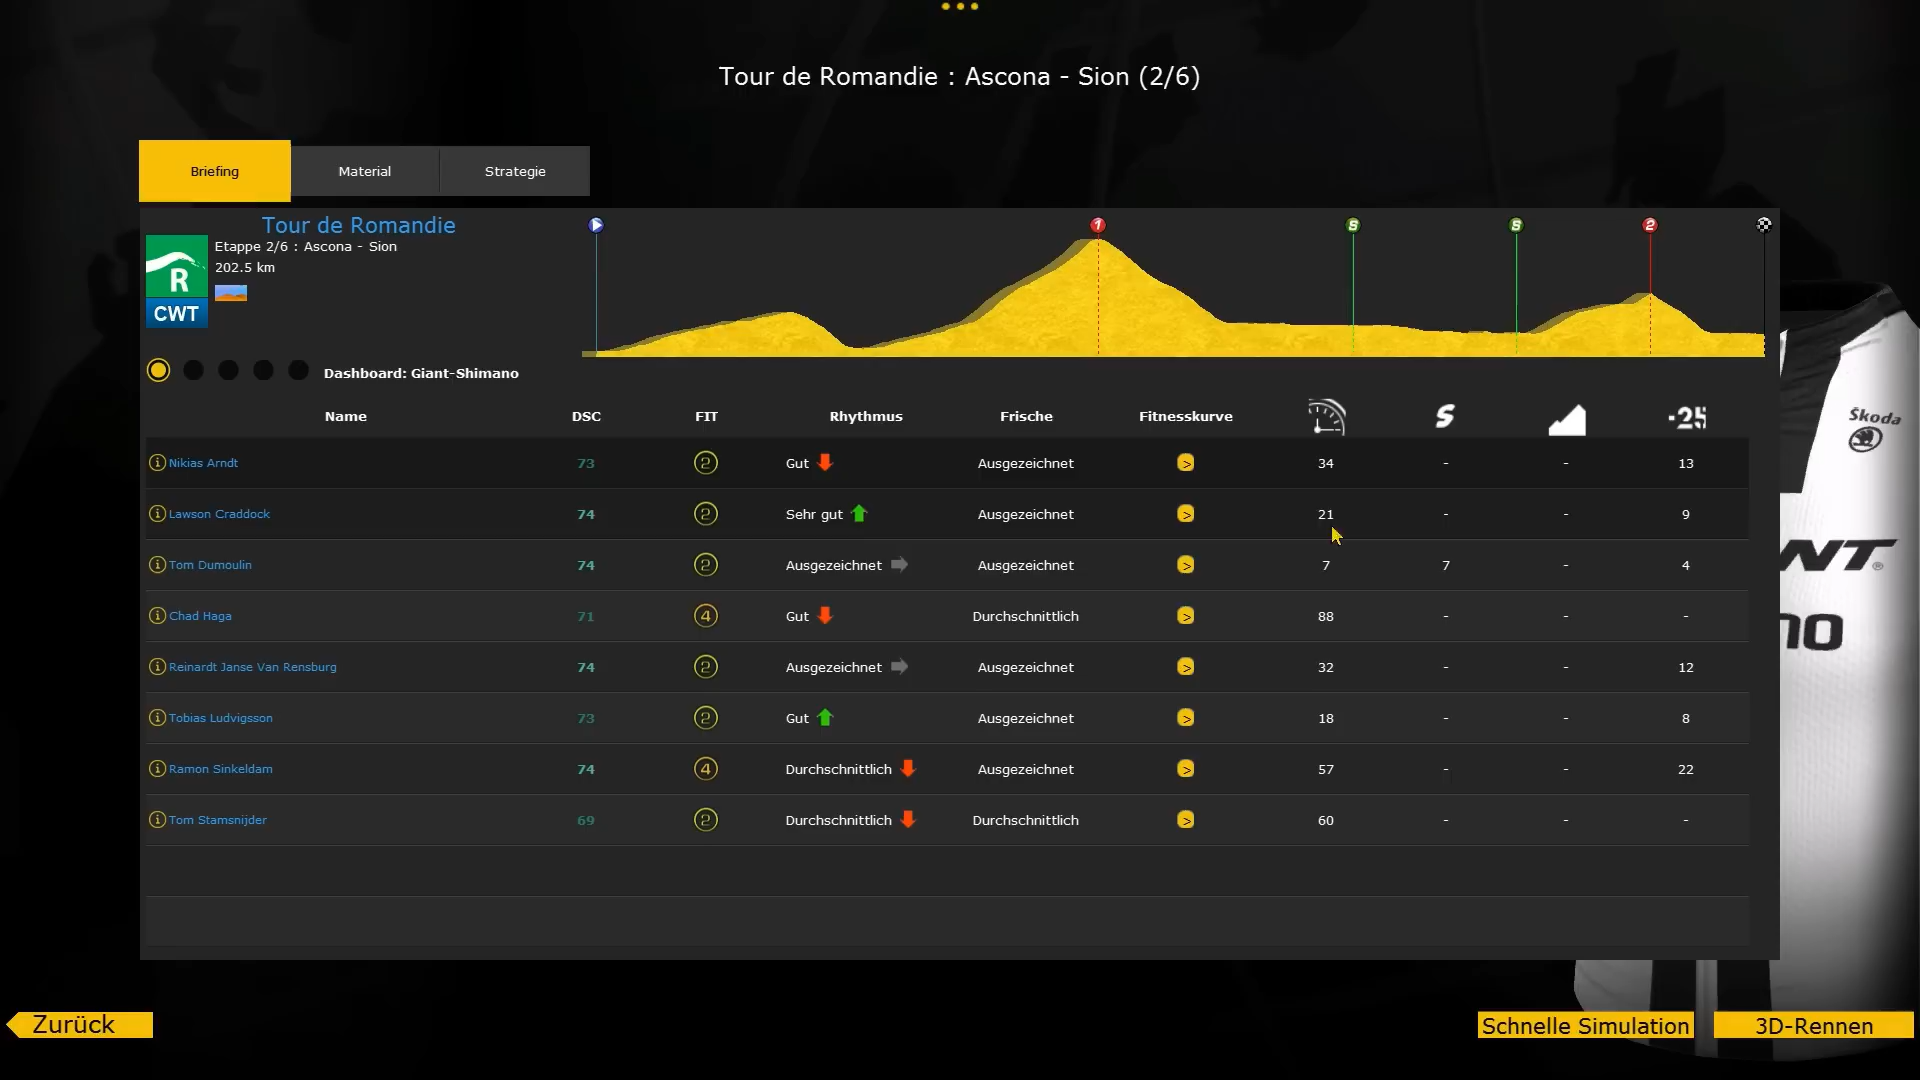 Tour de Romandie : Ascona - Sion (2/6)
Briefing Material Strategie
Tour de Romandie
Etappe 2/6 : Ascona - Sion
202.5 km
R
CWT
1 S S 2
Dashboard: Giant-Shimano
Name DSC FIT Rhythmus Frische Fitnesskurve S -25
Nikias Arndt 73 2 Gut Ausgezeichnet > 34 - - 13
Lawson Craddock 74 2 Sehr gut Ausgezeichnet > 21 - - 9
Tom Dumoulin 74 2 Ausgezeichnet Ausgezeichnet > 7 7 - 4
Chad Haga 71 4 Gut Durchschnittlich > 88 - - -
Reinardt Janse Van Rensburg 74 2 Ausgezeichnet Ausgezeichnet > 32 - - 12
Tobias Ludvigsson 73 2 Gut Ausgezeichnet > 18 - - 8
Ramon Sinkeldam 74 4 Durchschnittlich Ausgezeichnet > 57 - - 22
Tom Stamsnijder 69 2 Durchschnittlich Durchschnittlich > 60 - - -
ŠKODA
Zurück
Schnelle Simulation
3D-Rennen